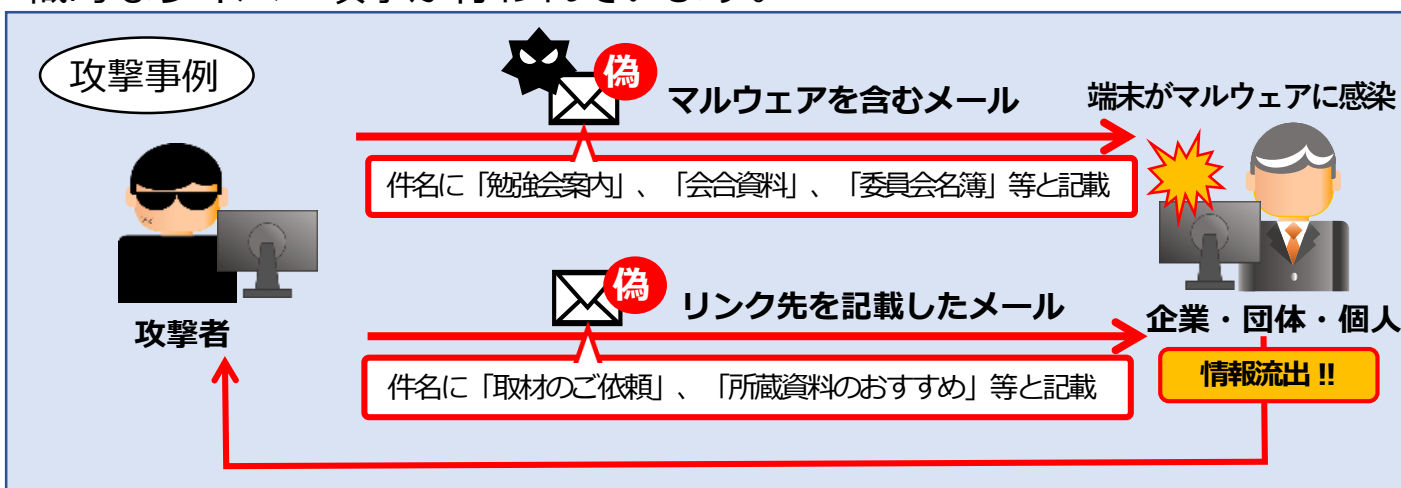 攻撃事例
偽
マルウェアを含むメール
端末がマルウェアに感染
件名に「勉強会案内」、「会合資料」、「委員会名簿」等と記載
偽
リンク先を記載したメール
攻撃者
企業・団体・個人
件名に「取材のご依頼」、「所蔵資料のおすすめ」等と記載
情報流出!!